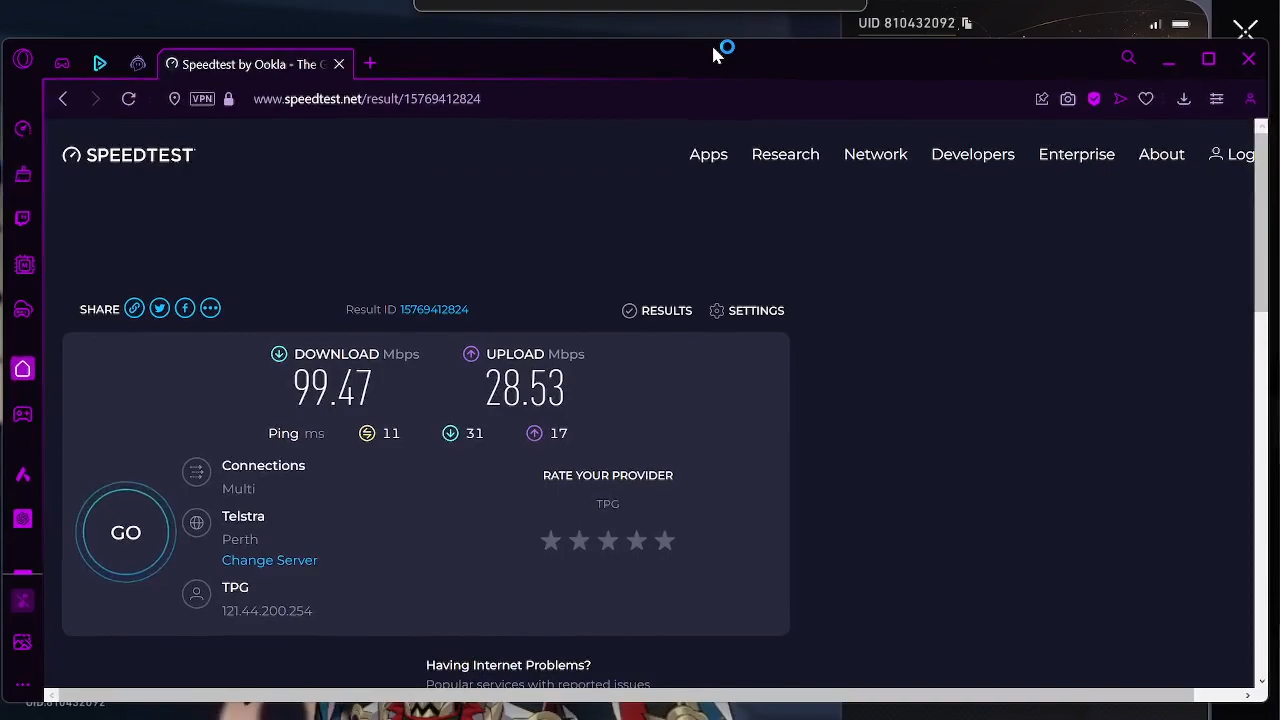 UID 810432092
Speedtest by Ookla - The G
VPN
www.speedtest.net/result/15769412824
SPEEDTEST
Apps
Research
Network
Developers
Enterprise
About
Log
SHARE
Result ID 15769412824
RESULTS
SETTINGS
DOWNLOAD Mbps
UPLOAD Mbps
99.47
28.53
Ping ms
11
31
17
Connections
Multi
RATE YOUR PROVIDER
TPG
GO
Telstra
Perth
Change Server
TPG
121.44.200.254
Having Internet Problems?
Popular services with reported issues
UID:810432092